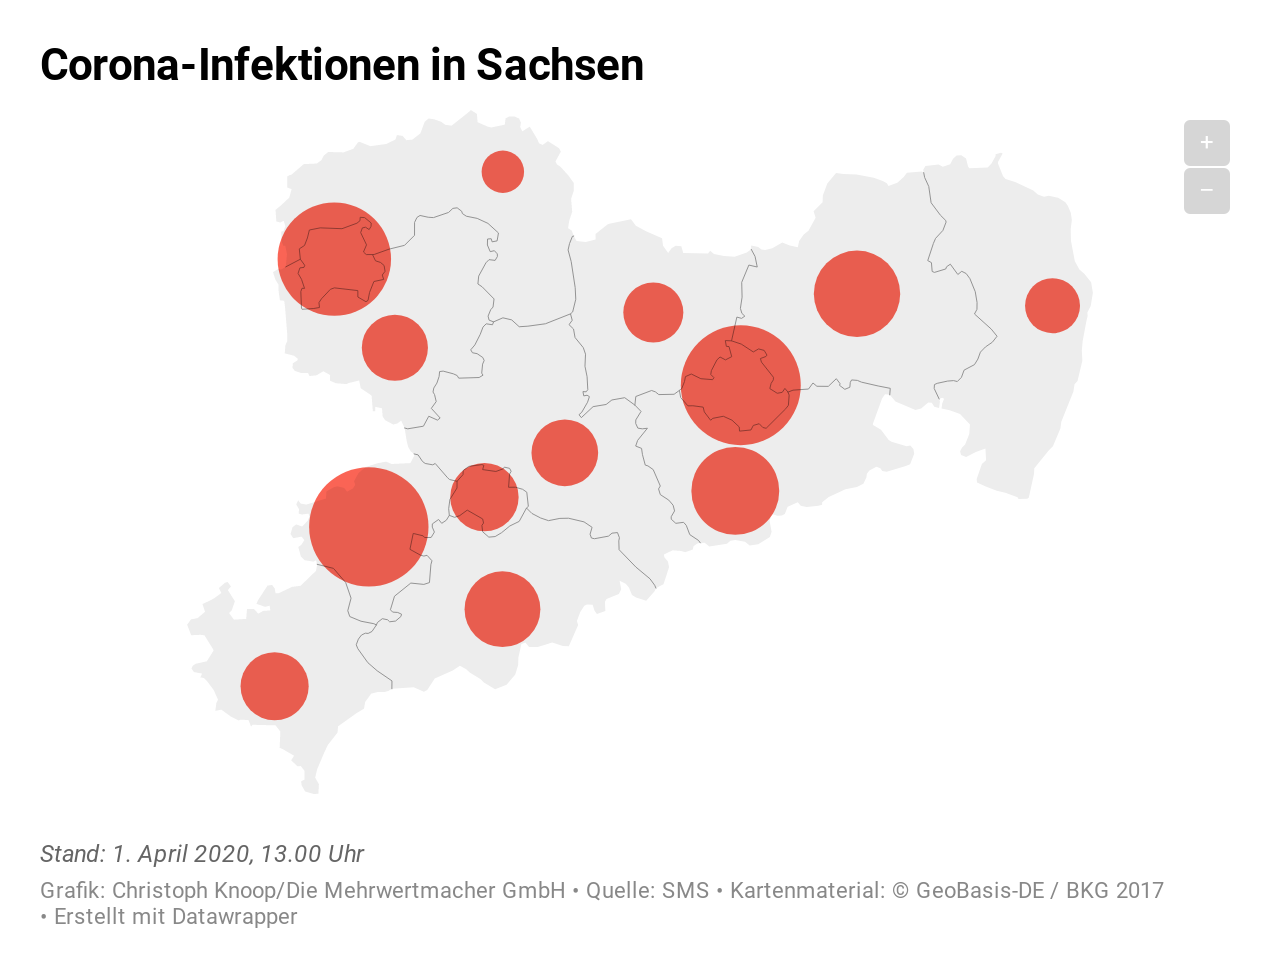 Corona-Infektionen in Sachsen
+
−
Stand: 1. April 2020, 13.00 Uhr
Grafik: Christoph Knoop/Die Mehrwertmacher GmbH • Quelle: SMS • Kartenmaterial: © GeoBasis-DE / BKG 2017
• Erstellt mit Datawrapper